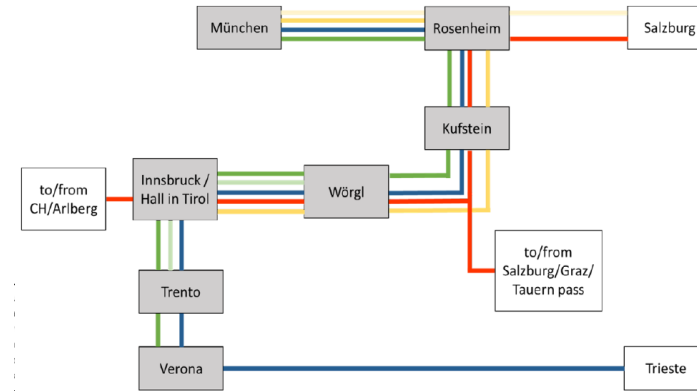 München
Rosenheim
Salzburg
Kufstein
to/from
CH/Arlberg
Innsbruck /
Hall in Tirol
Wörgl
to/from
Salzburg/Graz/
Tauern pass
Trento
Verona
Trieste